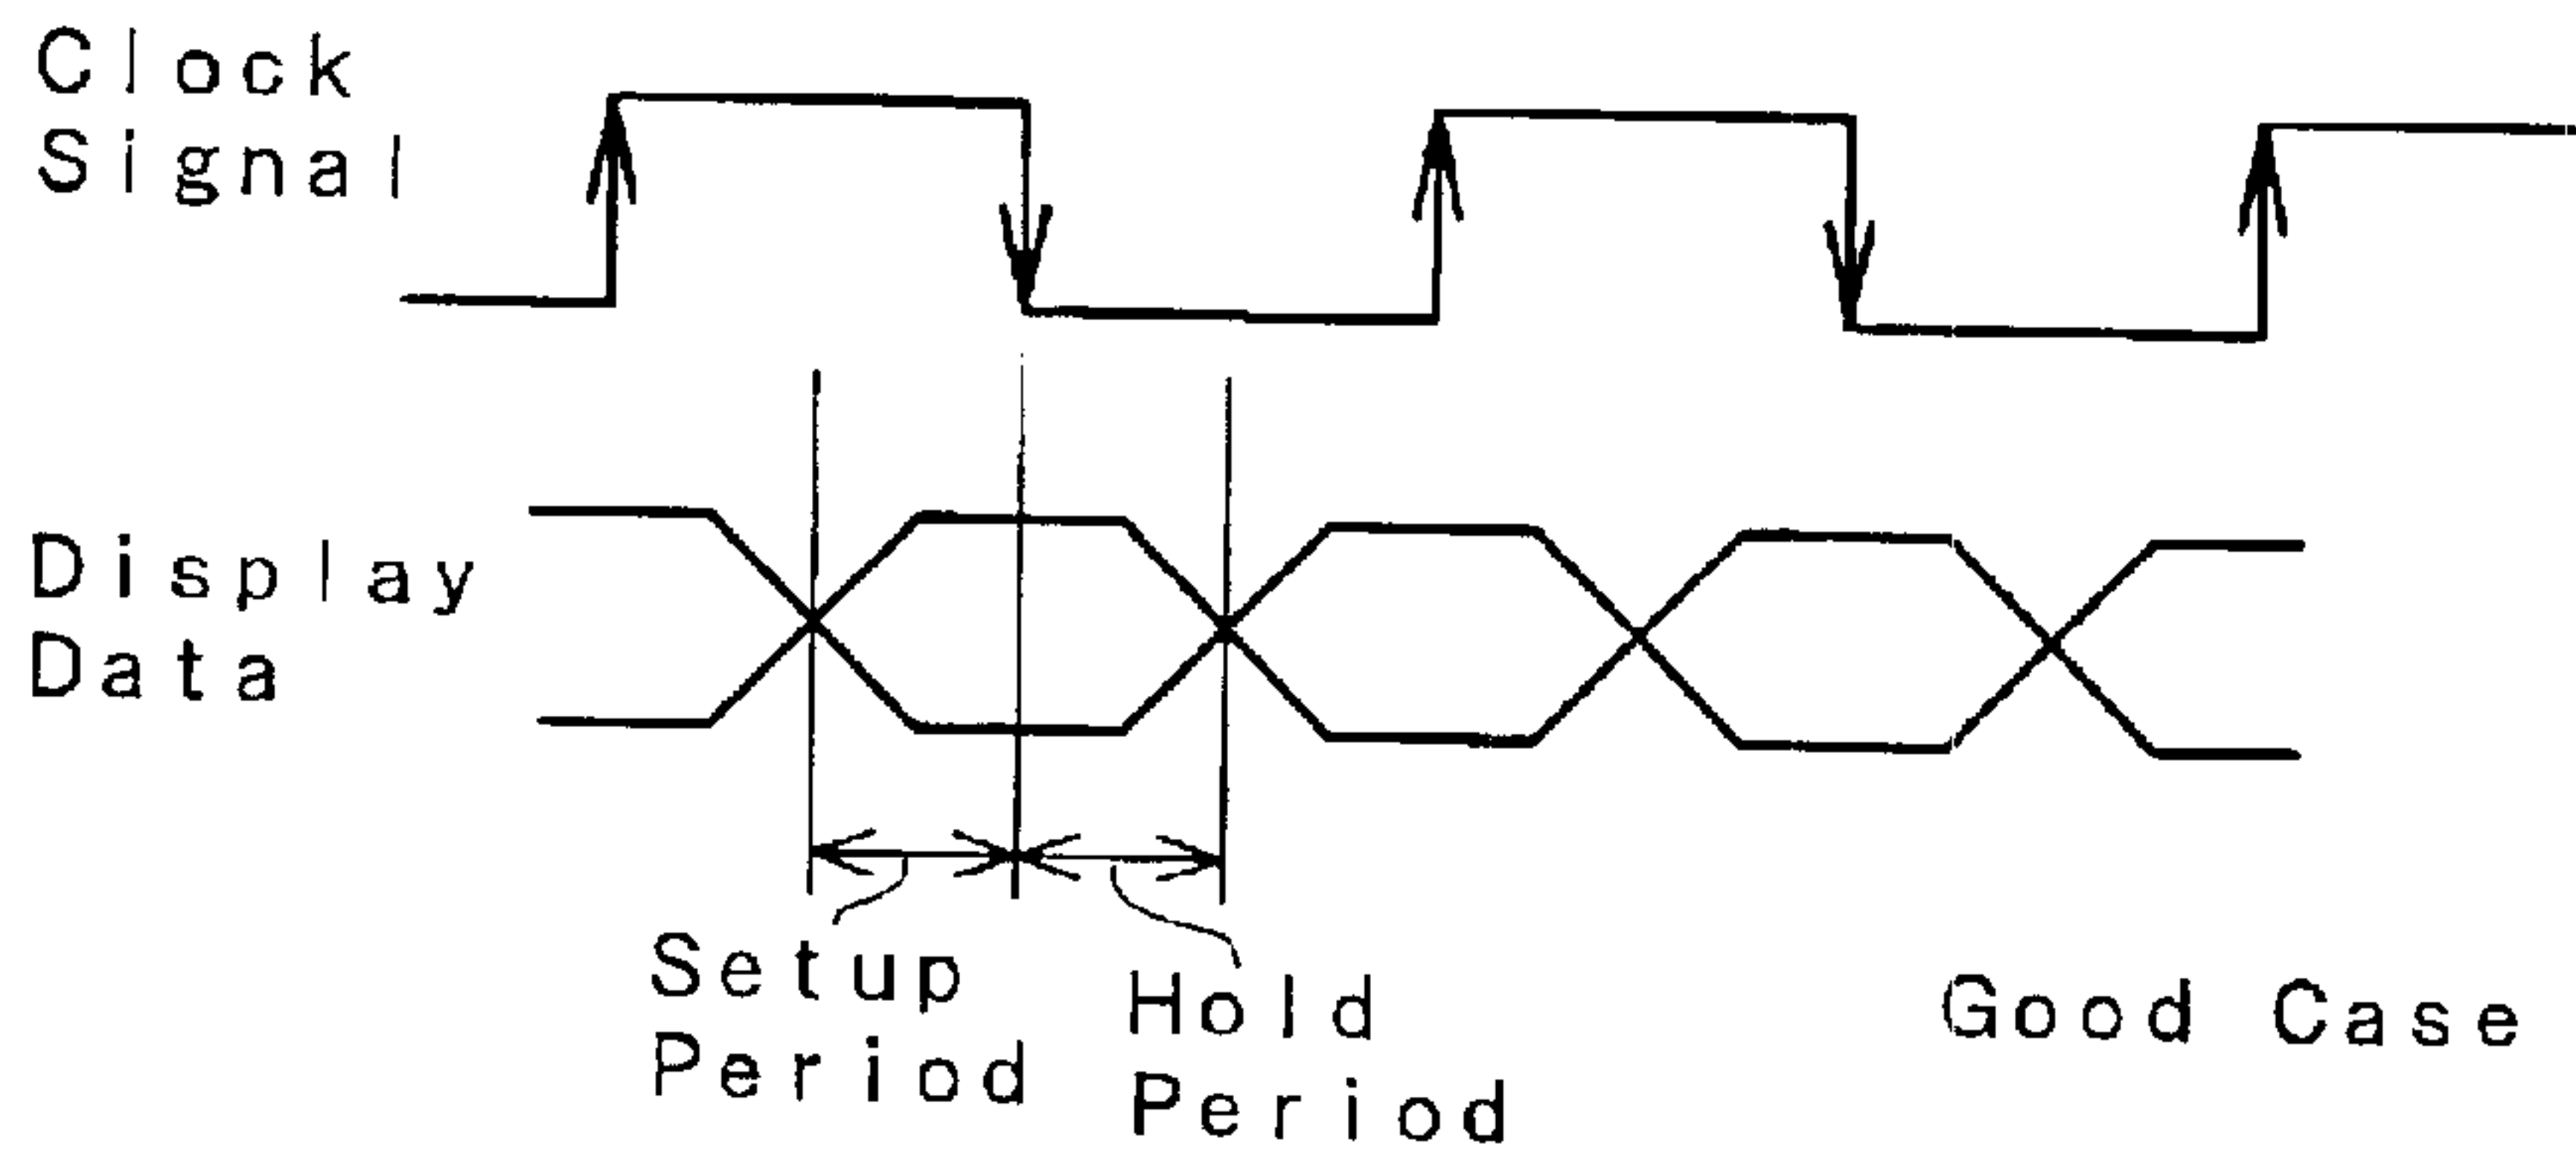 Clock
Signal
Display
Data
Setup
Period
Hold
Period
Good Case